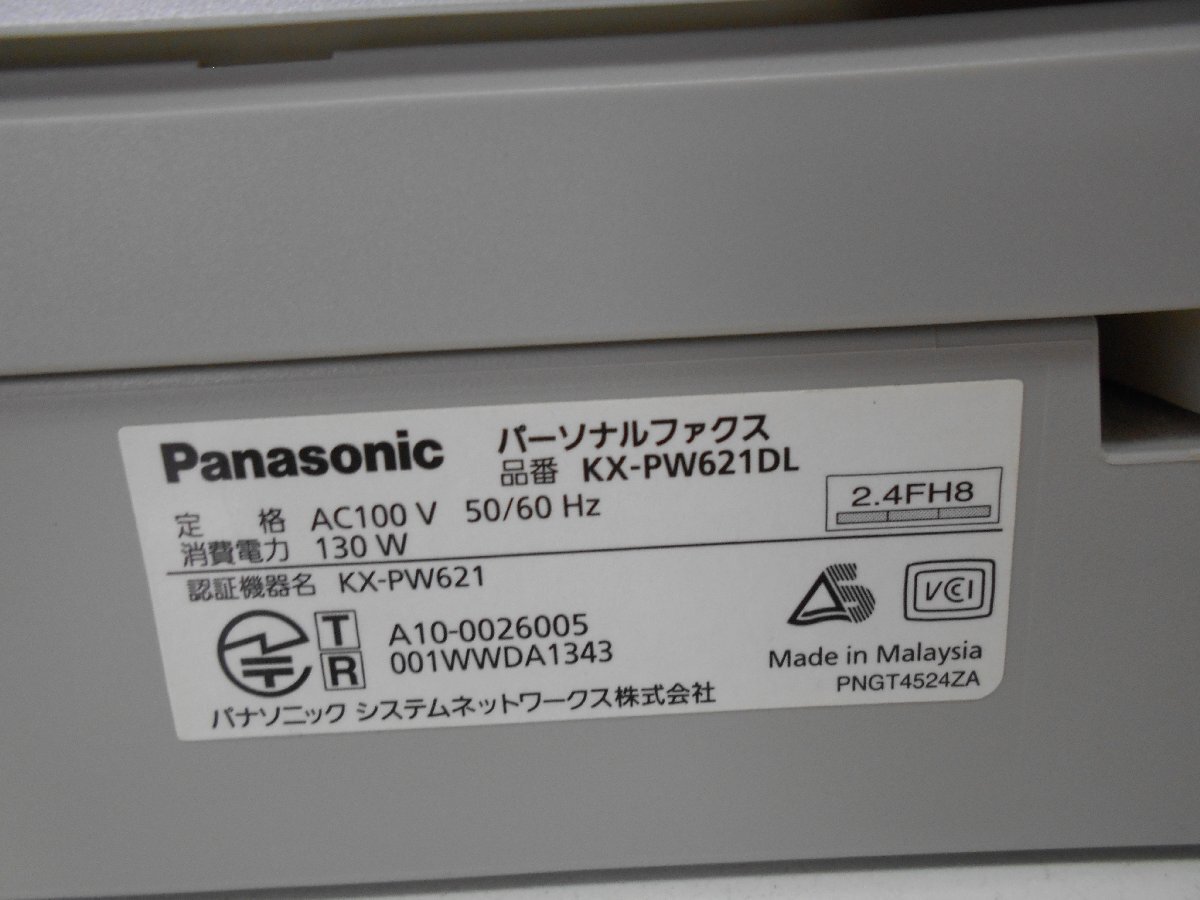 Panasonic
パーソナルファクス
品番 KX-PW621DL
定 格 AC100 V 50/60 Hz
消費電力 130 W
2.4FH8
認証機器名 KX-PW621
T A10-0026005
R 001WWDA1343
VCI
Made in Malaysia
PNGT4524ZA
パナソニック システムネットワークス株式会社